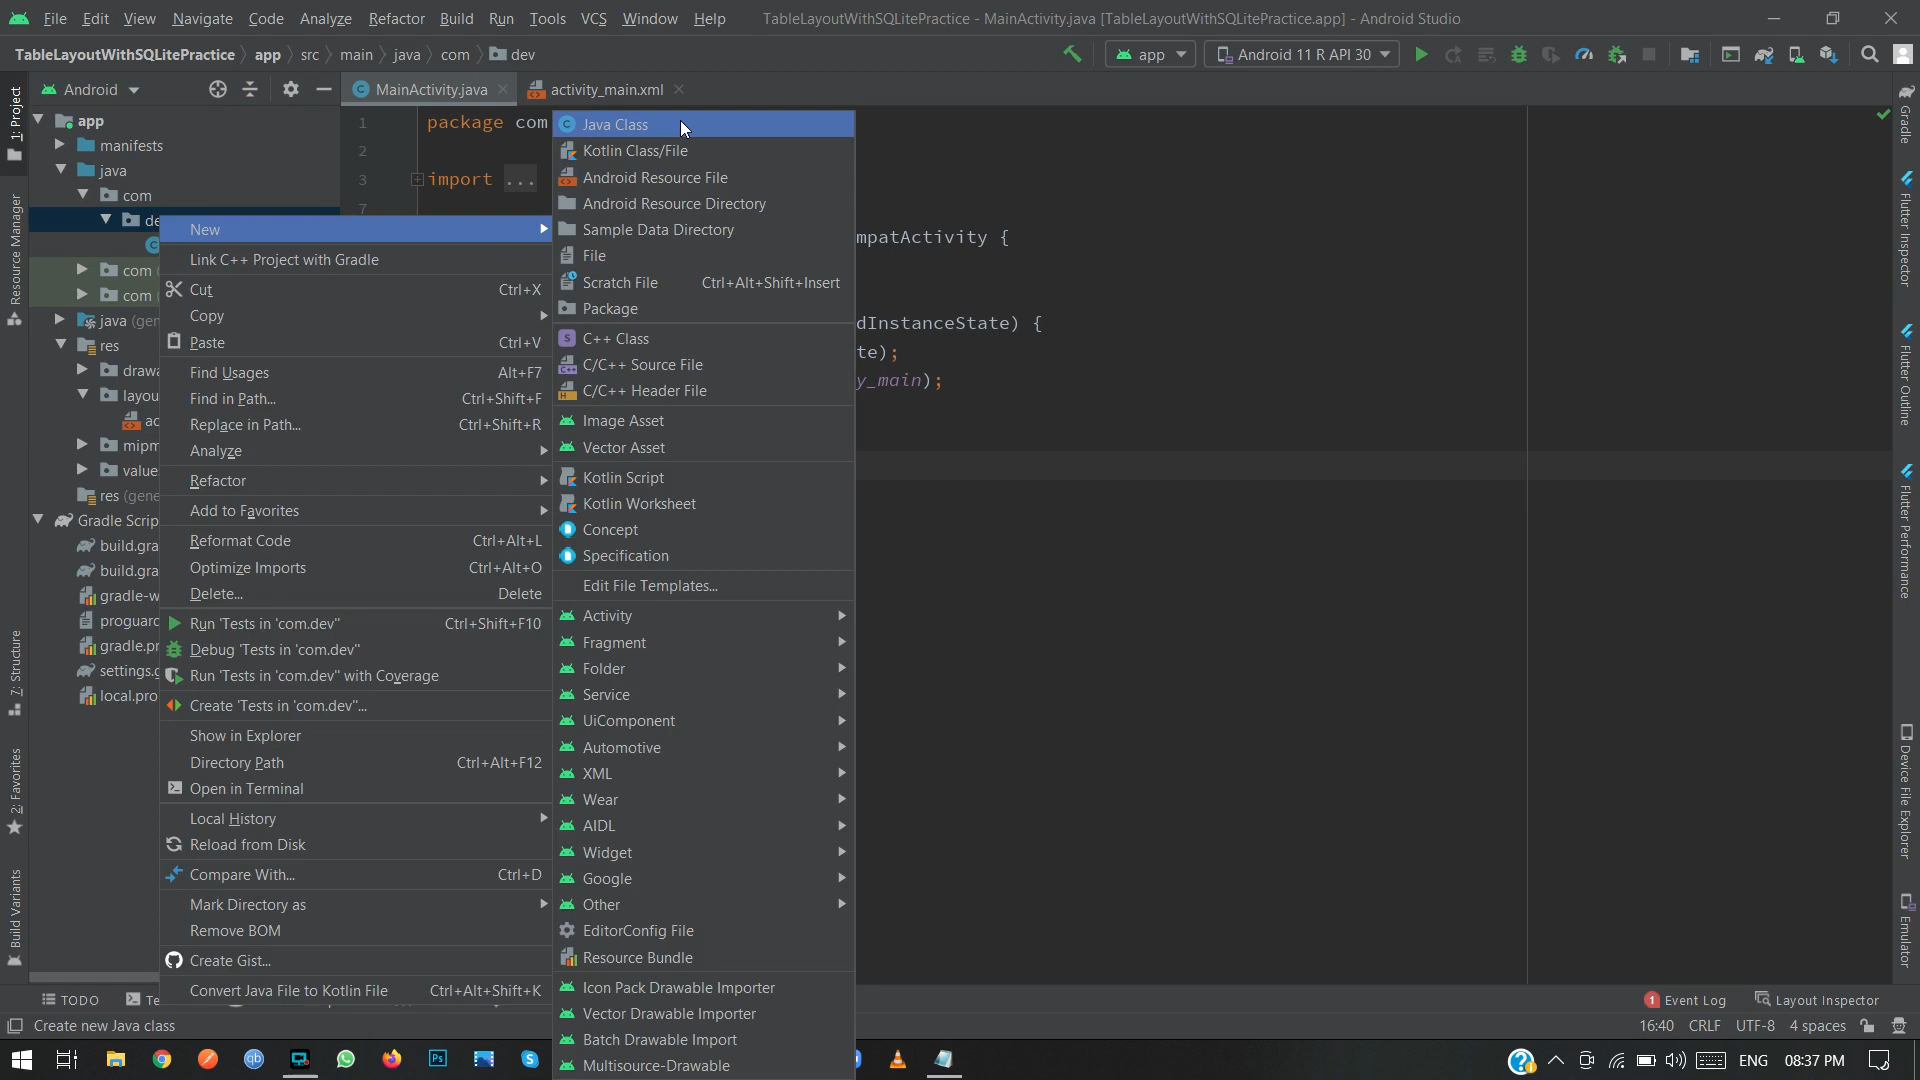 File Edit View Navigate Code Analyze Refactor Build Run Tools VCS Window Help TableLayoutWithSQLitePractice - MainActivity.java [TableLayoutWithSQLitePractice.app] - Android Studio
TableLayoutWithSQLitePractice app src main java com dev app Android 11 R API 30
Android MainActivity.java activity_main.xml
1: Project
Resource Manager
7: Structure
2: Favorites
Build Variants
app
manifests
java
com
de
com
com
java (gen
res
drawa
layou
ac
mipm
value
res (gene
Gradle Scrip
build.gra
build.gra
gradle-w
proguard
gradle.pr
settings.g
local.pro
New
Link C++ Project with Gradle
Cut Ctrl+X
Copy
Paste Ctrl+V
Find Usages Alt+F7
Find in Path... Ctrl+Shift+F
Replace in Path... Ctrl+Shift+R
Analyze
Refactor
Add to Favorites
Reformat Code Ctrl+Alt+L
Optimize Imports Ctrl+Alt+O
Delete... Delete
Run 'Tests in 'com.dev'' Ctrl+Shift+F10
Debug 'Tests in 'com.dev''
Run 'Tests in 'com.dev'' with Coverage
Create 'Tests in 'com.dev''...
Show in Explorer
Directory Path Ctrl+Alt+F12
Open in Terminal
Local History
Reload from Disk
Compare With... Ctrl+D
Mark Directory as
Remove BOM
Create Gist...
Convert Java File to Kotlin File Ctrl+Alt+Shift+K
1 package com
2
3 import ...
7
mpatActivity {
dInstanceState) {
te);
y_main);
Java Class
Kotlin Class/File
Android Resource File
Android Resource Directory
Sample Data Directory
File
Scratch File Ctrl+Alt+Shift+Insert
Package
C++ Class
C/C++ Source File
C/C++ Header File
Image Asset
Vector Asset
Kotlin Script
Kotlin Worksheet
Concept
Specification
Edit File Templates...
Activity
Fragment
Folder
Service
UiComponent
Automotive
XML
Wear
AIDL
Widget
Google
Other
EditorConfig File
Resource Bundle
Icon Pack Drawable Importer
Vector Drawable Importer
Batch Drawable Import
Multisource-Drawable
Gradle
Flutter Inspector
Flutter Outline
Flutter Performance
Device File Explorer
Emulator
TODO Te 1 Event Log Layout Inspector
Create new Java class 16:40 CRLF UTF-8 4 spaces
ENG 08:37 PM